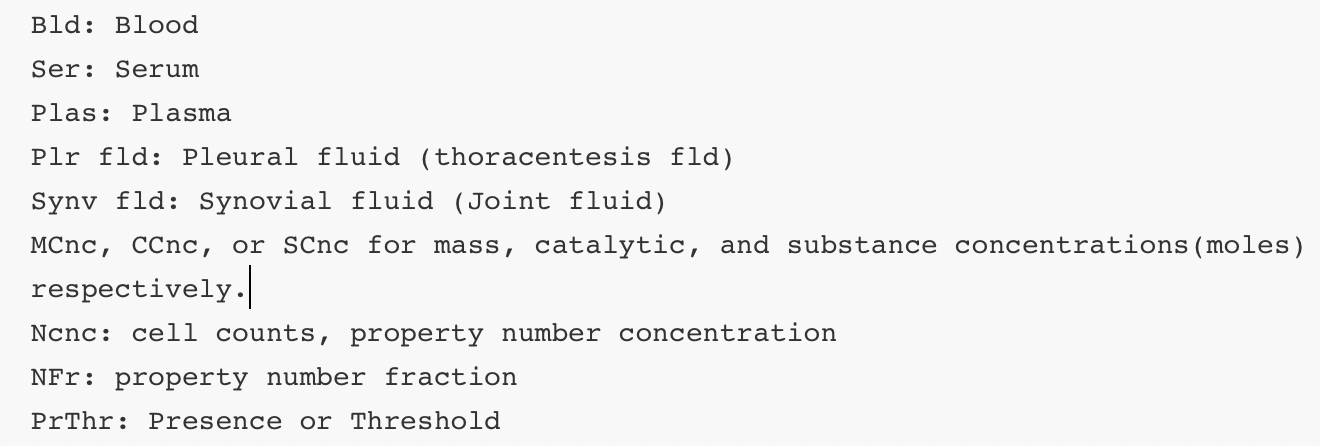 Bld: Blood
Ser: Serum
Plas: Plasma
Plr fld: Pleural fluid (thoracentesis fld)
Synv fld: Synovial fluid (Joint fluid)
MCnc, CCnc, or SCnc for mass, catalytic, and substance concentrations(moles)
respectively.
Ncnc: cell counts, property number concentration
NFr: property number fraction
PrThr: Presence or Threshold